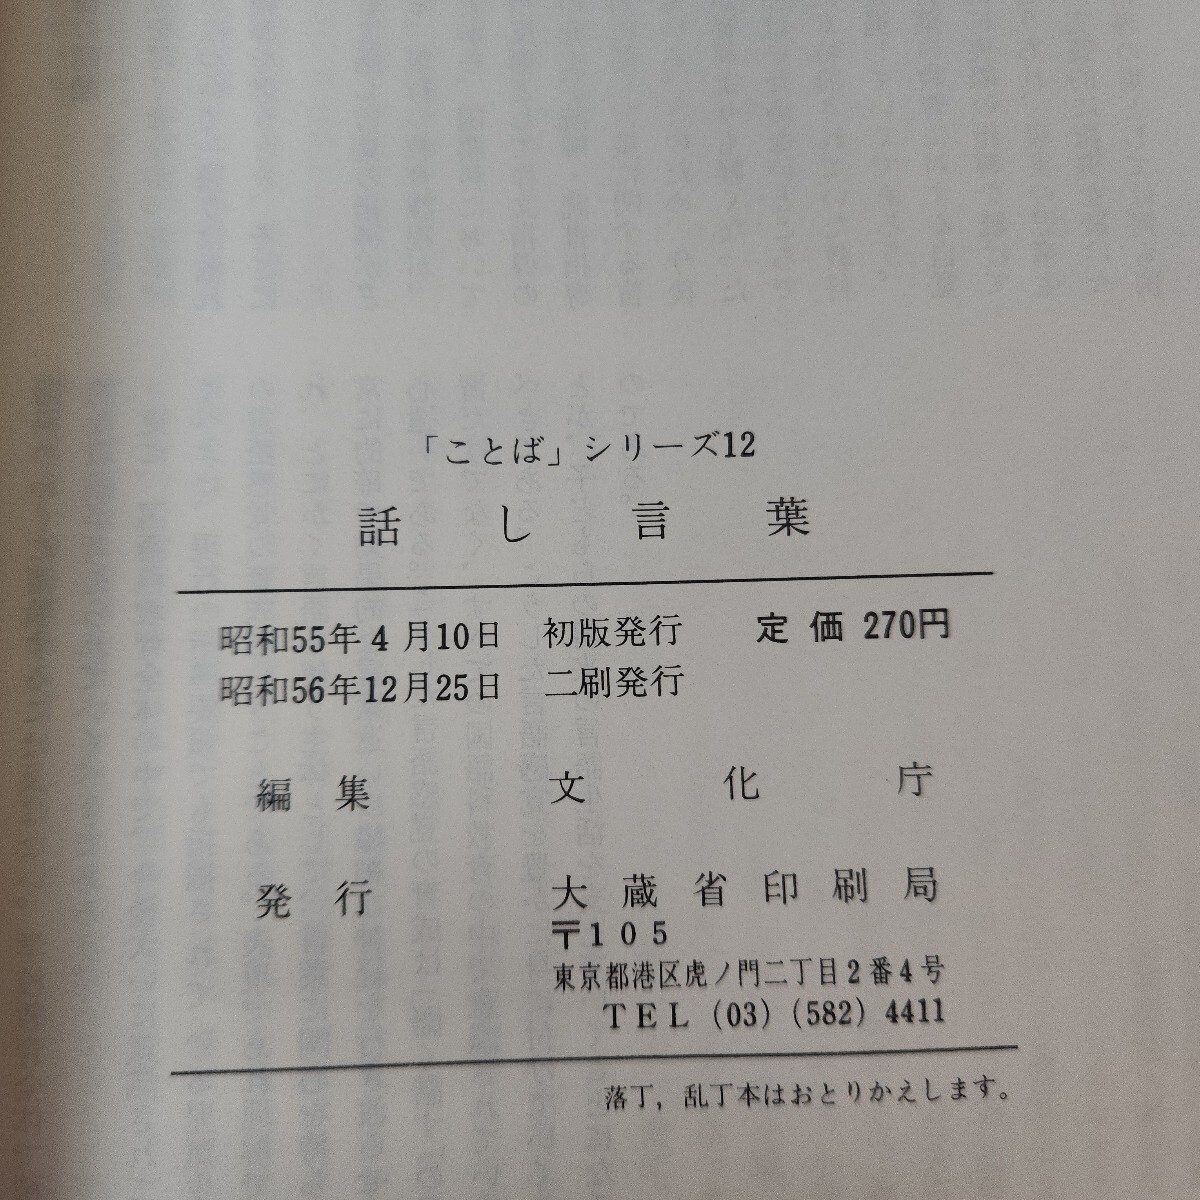 「ことば」シリーズ12
話し言葉
昭和55年4月10日 初版発行 定価 270円
昭和56年12月25日 二刷発行
編集 文化庁
発行 大蔵省印刷局
〒105
東京都港区虎ノ門二丁目2番4号
TEL (03) (582) 4411
落丁,乱丁本はおとりかえします。